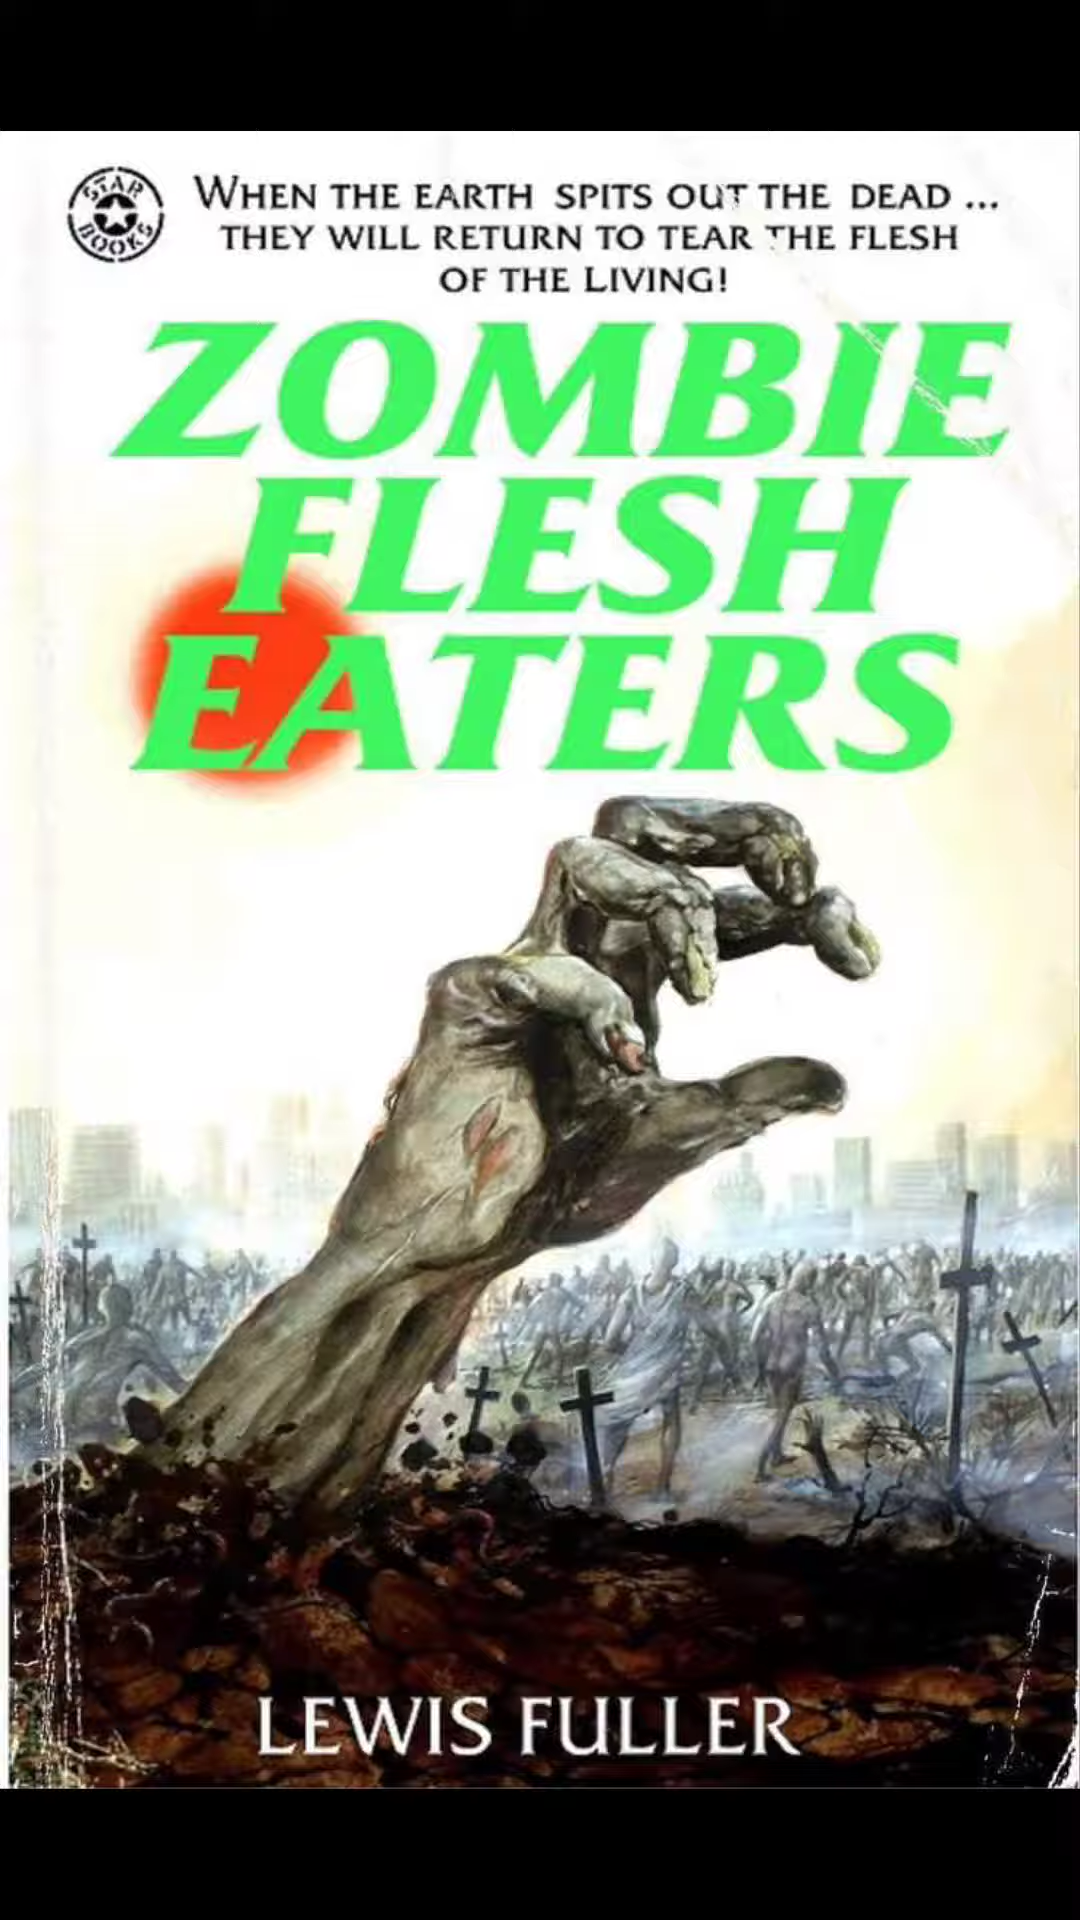 STAR
BOOKS
WHEN THE EARTH SPITS OUT THE DEAD ...
THEY WILL RETURN TO TEAR THE FLESH
OF THE LIVING!
ZOMBIE
FLESH
EATERS
LEWIS FULLER